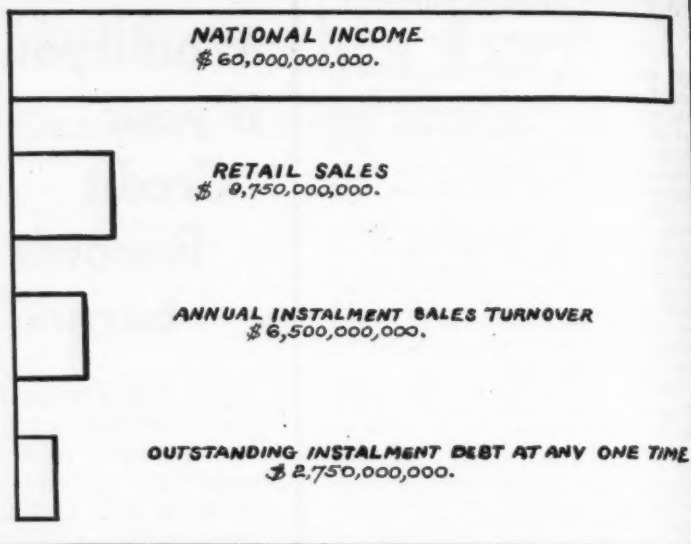 NATIONAL INCOME
$ 60,000,000,000.
RETAIL SALES
$ 9,750,000,000.
ANNUAL INSTALMENT SALES TURNOVER
$ 6,500,000,000.
OUTSTANDING INSTALMENT DEBT AT ANY ONE TIME
$ 2,750,000,000.